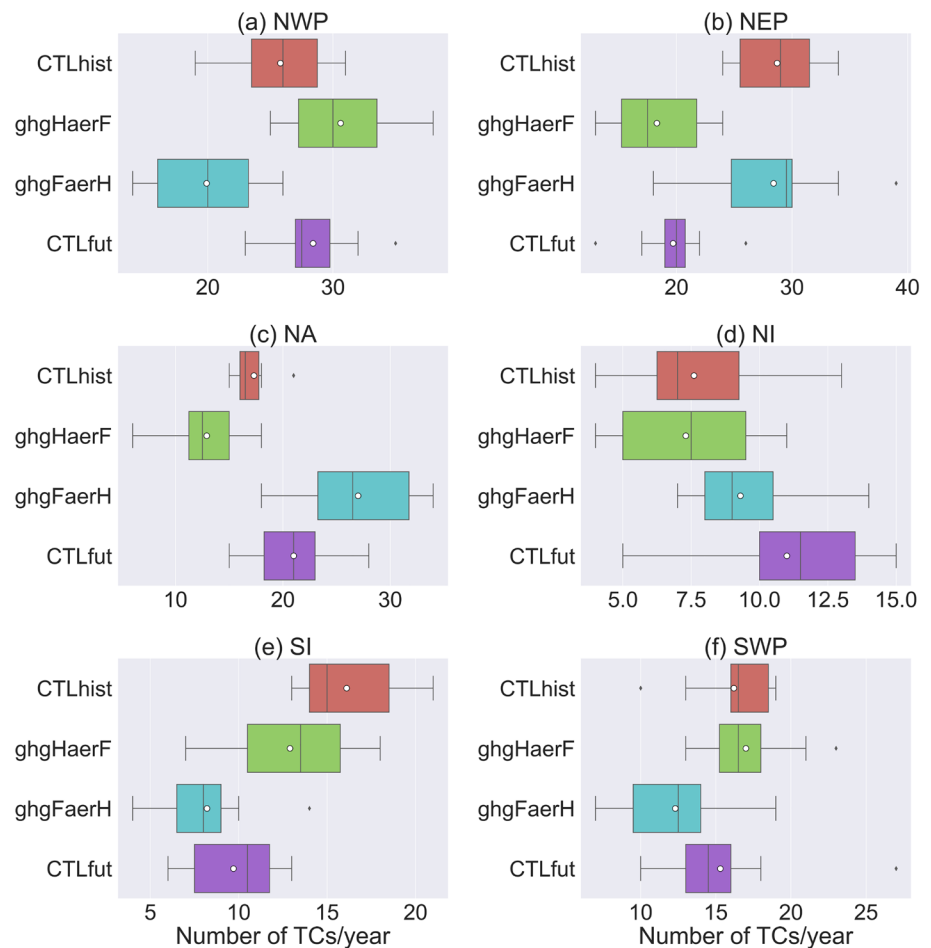 (a) NWP
CTLhist
ghgHaerF
ghgFaerH
CTLfut
20 30
(b) NEP
CTLhist
ghgHaerF
ghgFaerH
CTLfut
20 30 40
(c) NA
CTLhist
ghgHaerF
ghgFaerH
CTLfut
10 20 30
(d) NI
CTLhist
ghgHaerF
ghgFaerH
CTLfut
5.0 7.5 10.0 12.5 15.0
(e) SI
CTLhist
ghgHaerF
ghgFaerH
CTLfut
5 10 15 20
Number of TCs/year
(f) SWP
CTLhist
ghgHaerF
ghgFaerH
CTLfut
10 15 20 25
Number of TCs/year